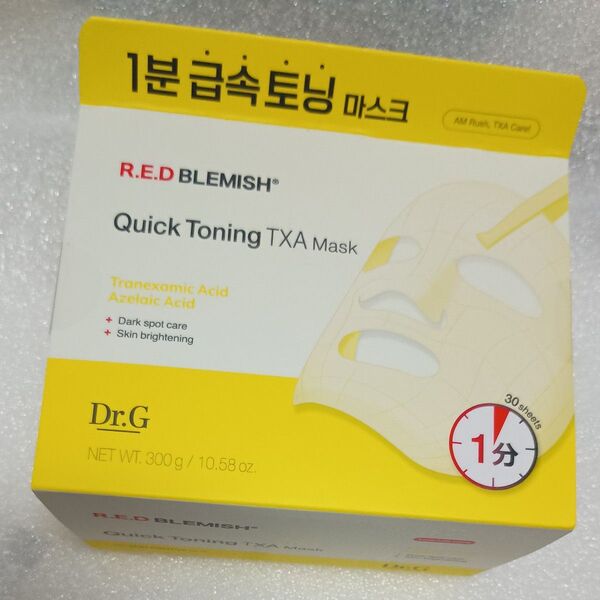 1분 급속 토닝 마스크
AM Rush, TXA Care!
R.E.D BLEMISH®
Quick Toning TXA Mask
Tranexamic Acid
Azelaic Acid
+ Dark spot care
+ Skin brightening
30 sheets
1分
Dr.G
NET WT. 300 g / 10.58 oz.
R.E.D BLEMISH®
Quick Toning TXA Mask
Dr.G